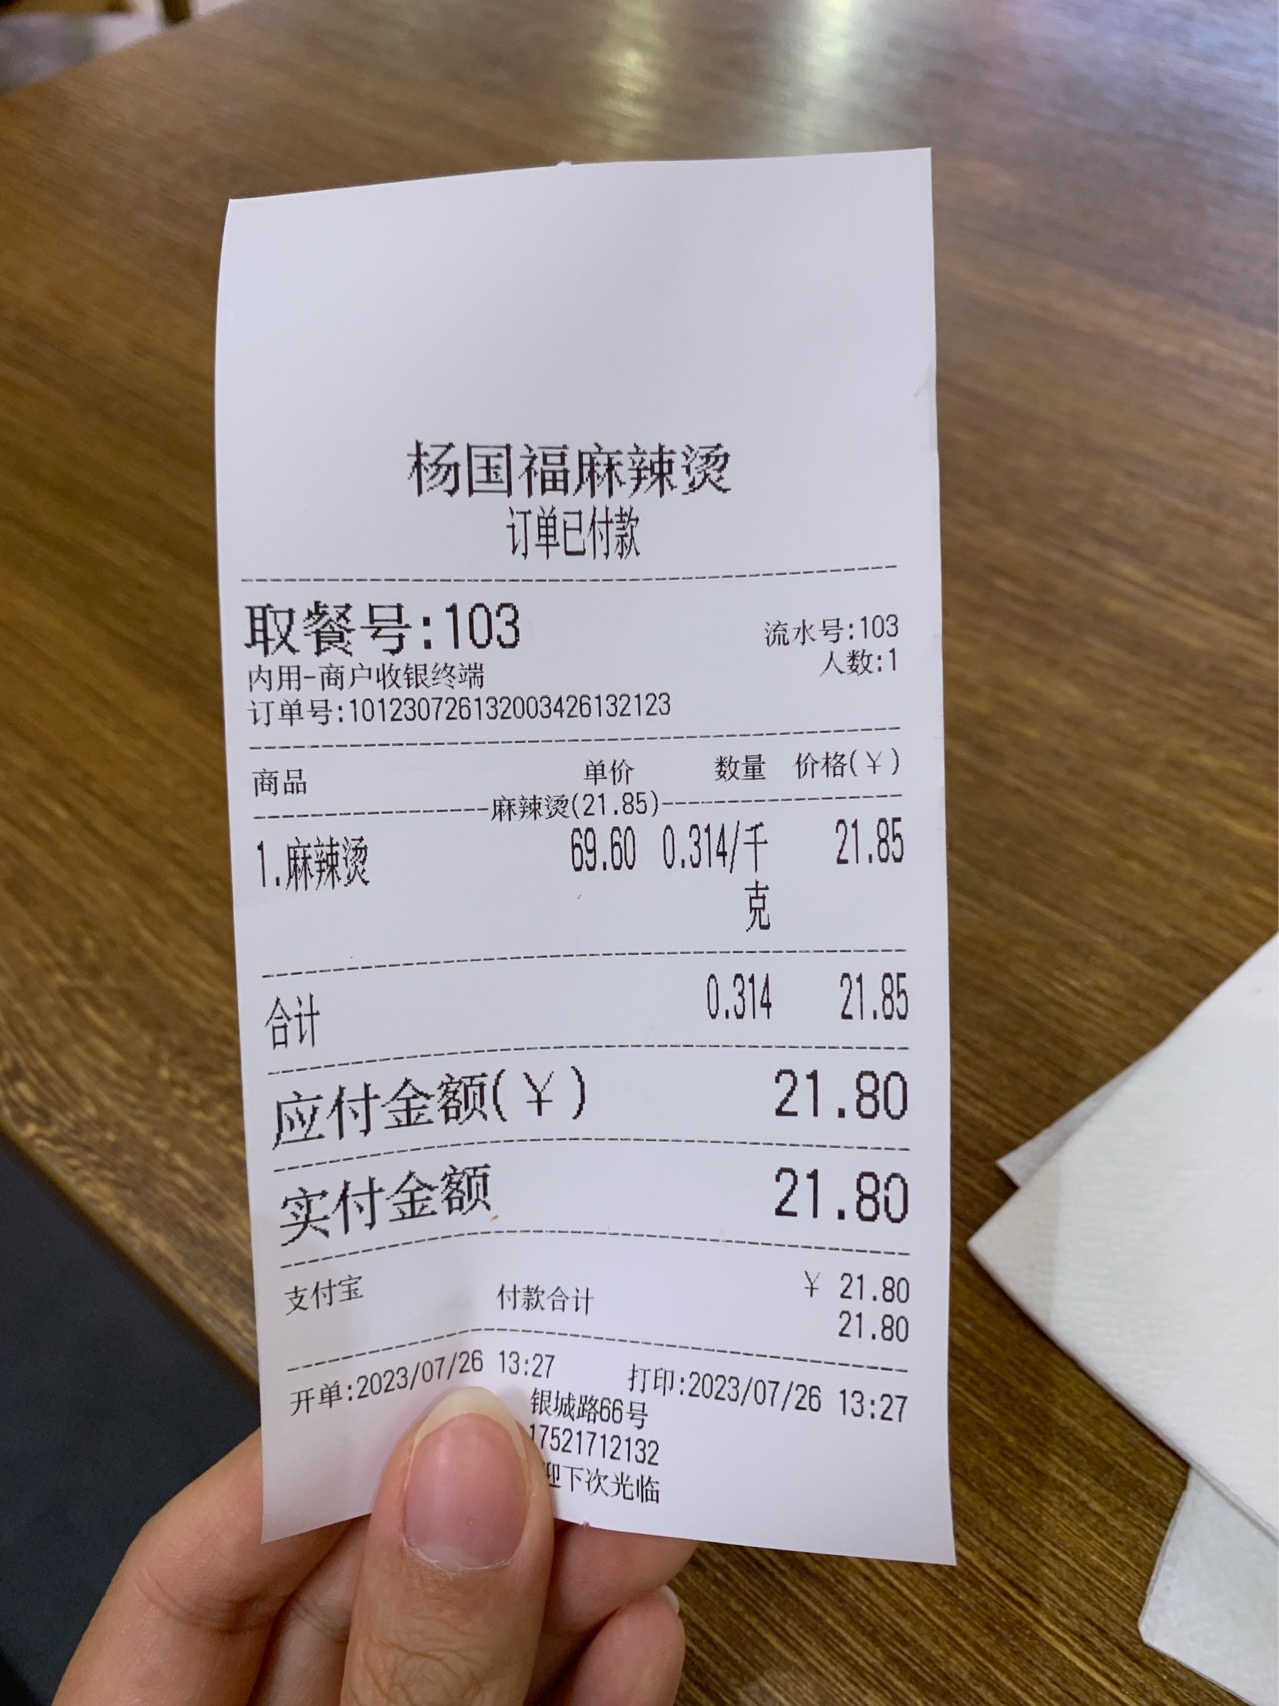 杨国福麻辣烫
订单已付款
取餐号:103
流水号:103
内用-商户收银终端
人数:1
订单号:101230726132003426132123
商品 单价 数量 价格(¥)
麻辣烫(21.85)
1.麻辣烫 69.60 0.314/千克 21.85
合计 0.314 21.85
应付金额(¥) 21.80
实付金额 21.80
支付宝 ¥ 21.80
付款合计 21.80
开单:2023/07/26 13:27 打印:2023/07/26 13:27
银城路66号
17521712132
迎下次光临